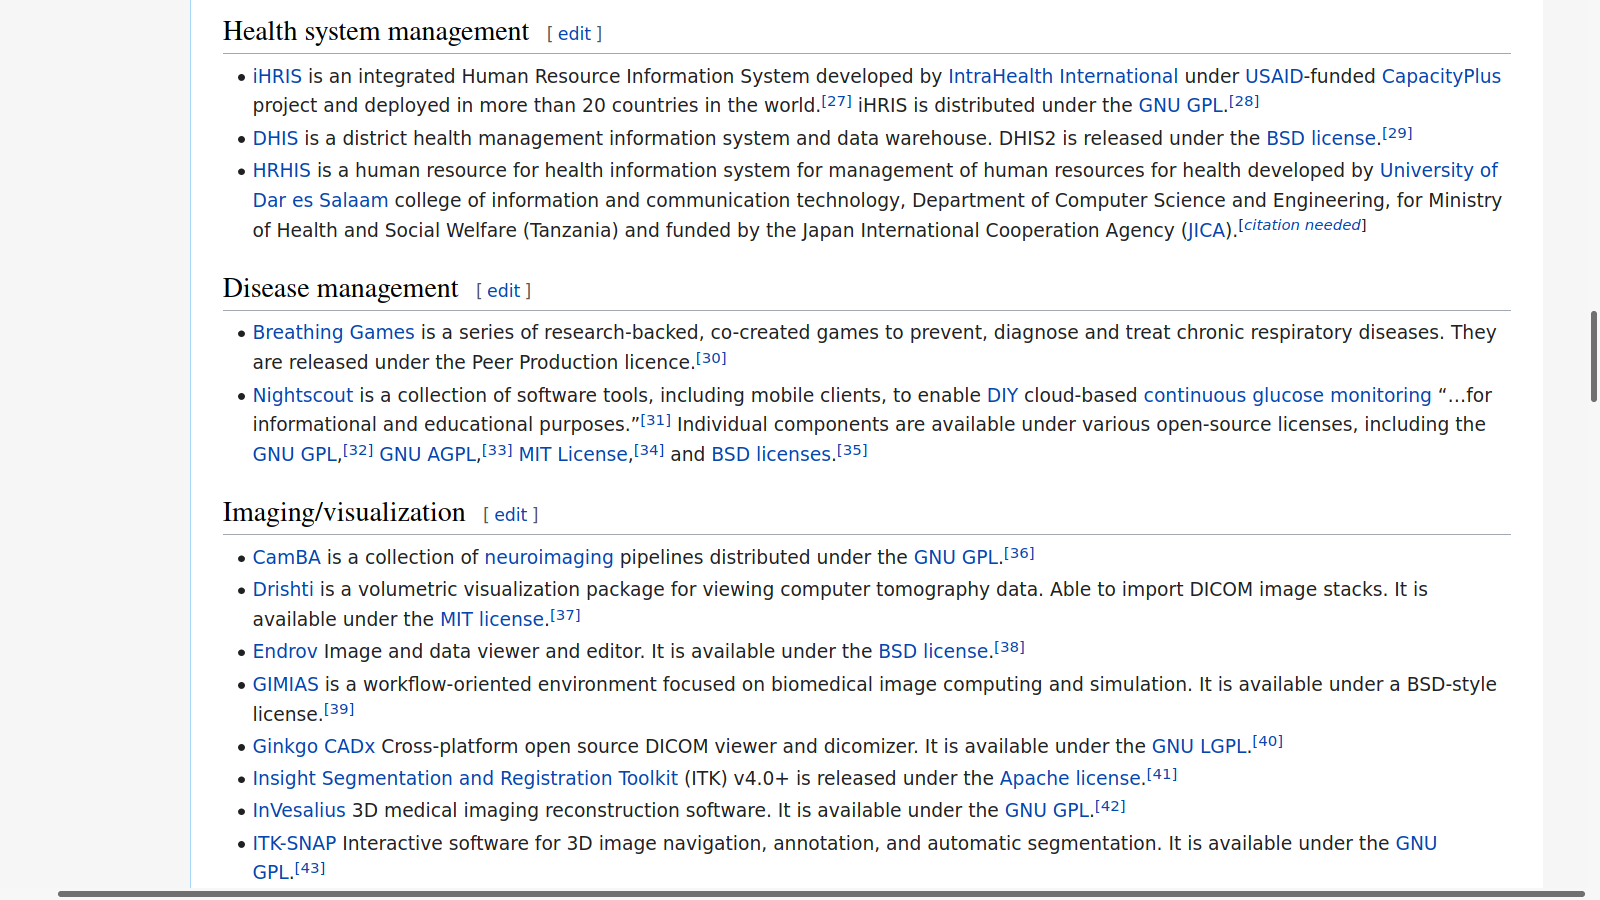 Health system management [ edit ]
iHRIS is an integrated Human Resource Information System developed by IntraHealth International under USAID-funded CapacityPlus
project and deployed in more than 20 countries in the world.[27] iHRIS is distributed under the GNU GPL.[28]
DHIS is a district health management information system and data warehouse. DHIS2 is released under the BSD license.[29]
HRHIS is a human resource for health information system for management of human resources for health developed by University of
Dar es Salaam college of information and communication technology, Department of Computer Science and Engineering, for Ministry
of Health and Social Welfare (Tanzania) and funded by the Japan International Cooperation Agency (JICA).[citation needed]
Disease management [ edit ]
Breathing Games is a series of research-backed, co-created games to prevent, diagnose and treat chronic respiratory diseases. They
are released under the Peer Production licence.[30]
Nightscout is a collection of software tools, including mobile clients, to enable DIY cloud-based continuous glucose monitoring “...for
informational and educational purposes.”[31] Individual components are available under various open-source licenses, including the
GNU GPL,[32] GNU AGPL,[33] MIT License,[34] and BSD licenses.[35]
Imaging/visualization [ edit ]
CamBA is a collection of neuroimaging pipelines distributed under the GNU GPL.[36]
Drishti is a volumetric visualization package for viewing computer tomography data. Able to import DICOM image stacks. It is
available under the MIT license.[37]
Endrov Image and data viewer and editor. It is available under the BSD license.[38]
GIMIAS is a workflow-oriented environment focused on biomedical image computing and simulation. It is available under a BSD-style
license.[39]
Ginkgo CADx Cross-platform open source DICOM viewer and dicomizer. It is available under the GNU LGPL.[40]
Insight Segmentation and Registration Toolkit (ITK) v4.0+ is released under the Apache license.[41]
InVesalius 3D medical imaging reconstruction software. It is available under the GNU GPL.[42]
ITK-SNAP Interactive software for 3D image navigation, annotation, and automatic segmentation. It is available under the GNU
GPL.[43]